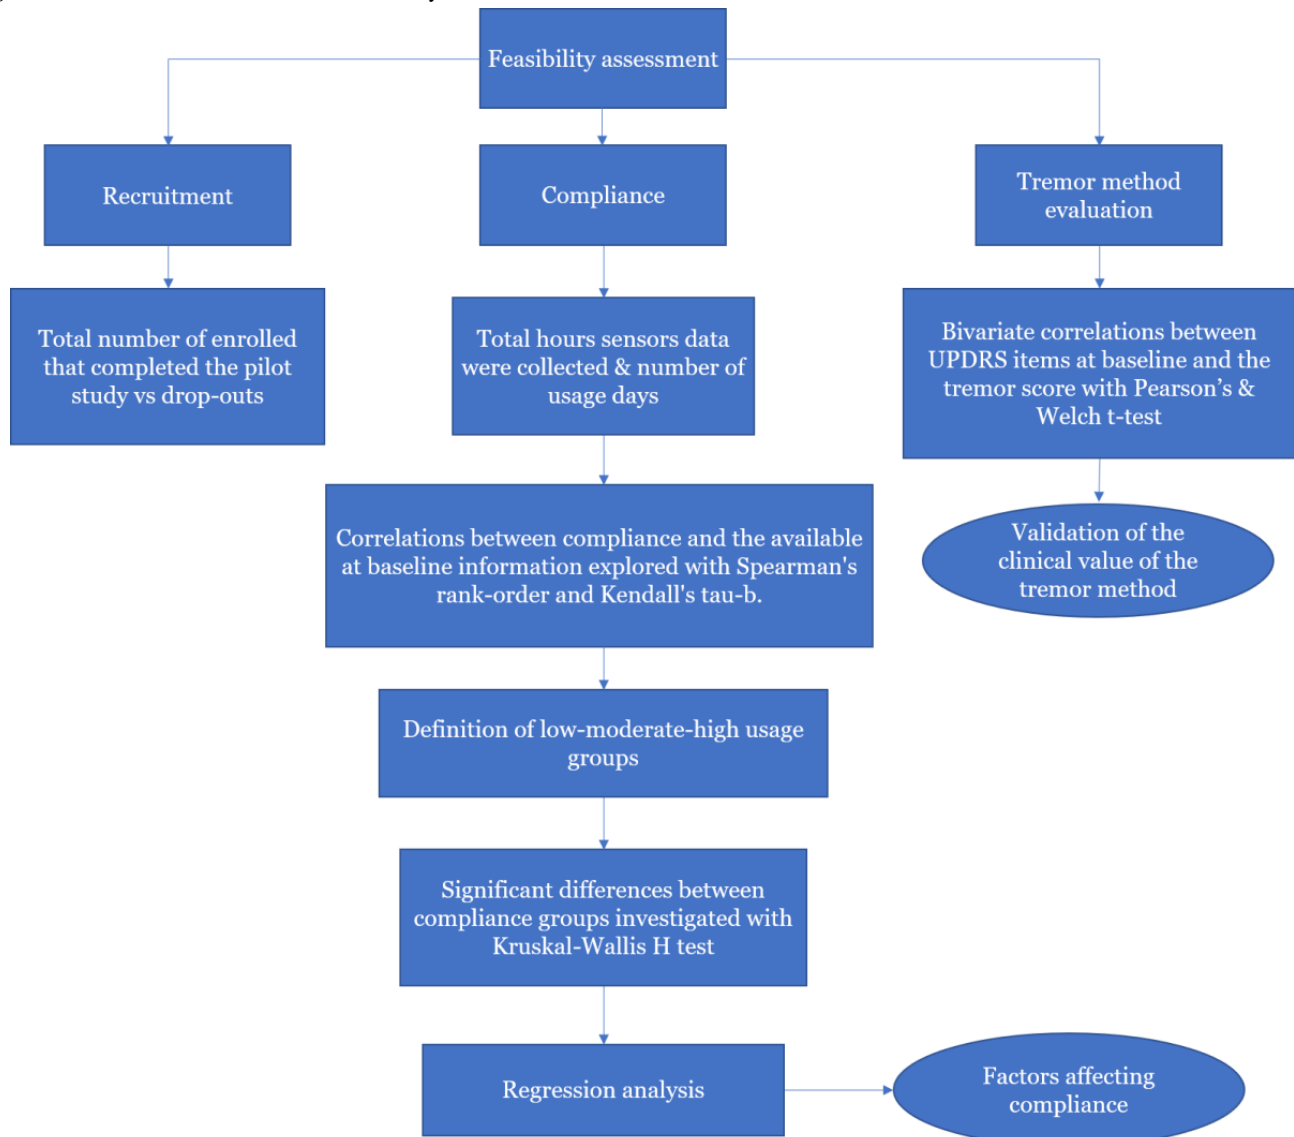 Feasibility assessment
Recruitment
Compliance
Tremor method
evaluation
Total number of enrolled
that completed the pilot
study vs drop-outs
Total hours sensors data
were collected & number of
usage days
Bivariate correlations between
UPDRS items at baseline and the
tremor score with Pearson’s &
Welch t-test
Correlations between compliance and the available
at baseline information explored with Spearman's
rank-order and Kendall's tau-b.
Validation of the
clinical value of the
tremor method
Definition of low-moderate-high usage
groups
Significant differences between
compliance groups investigated with
Kruskal-Wallis H test
Regression analysis
Factors affecting
compliance